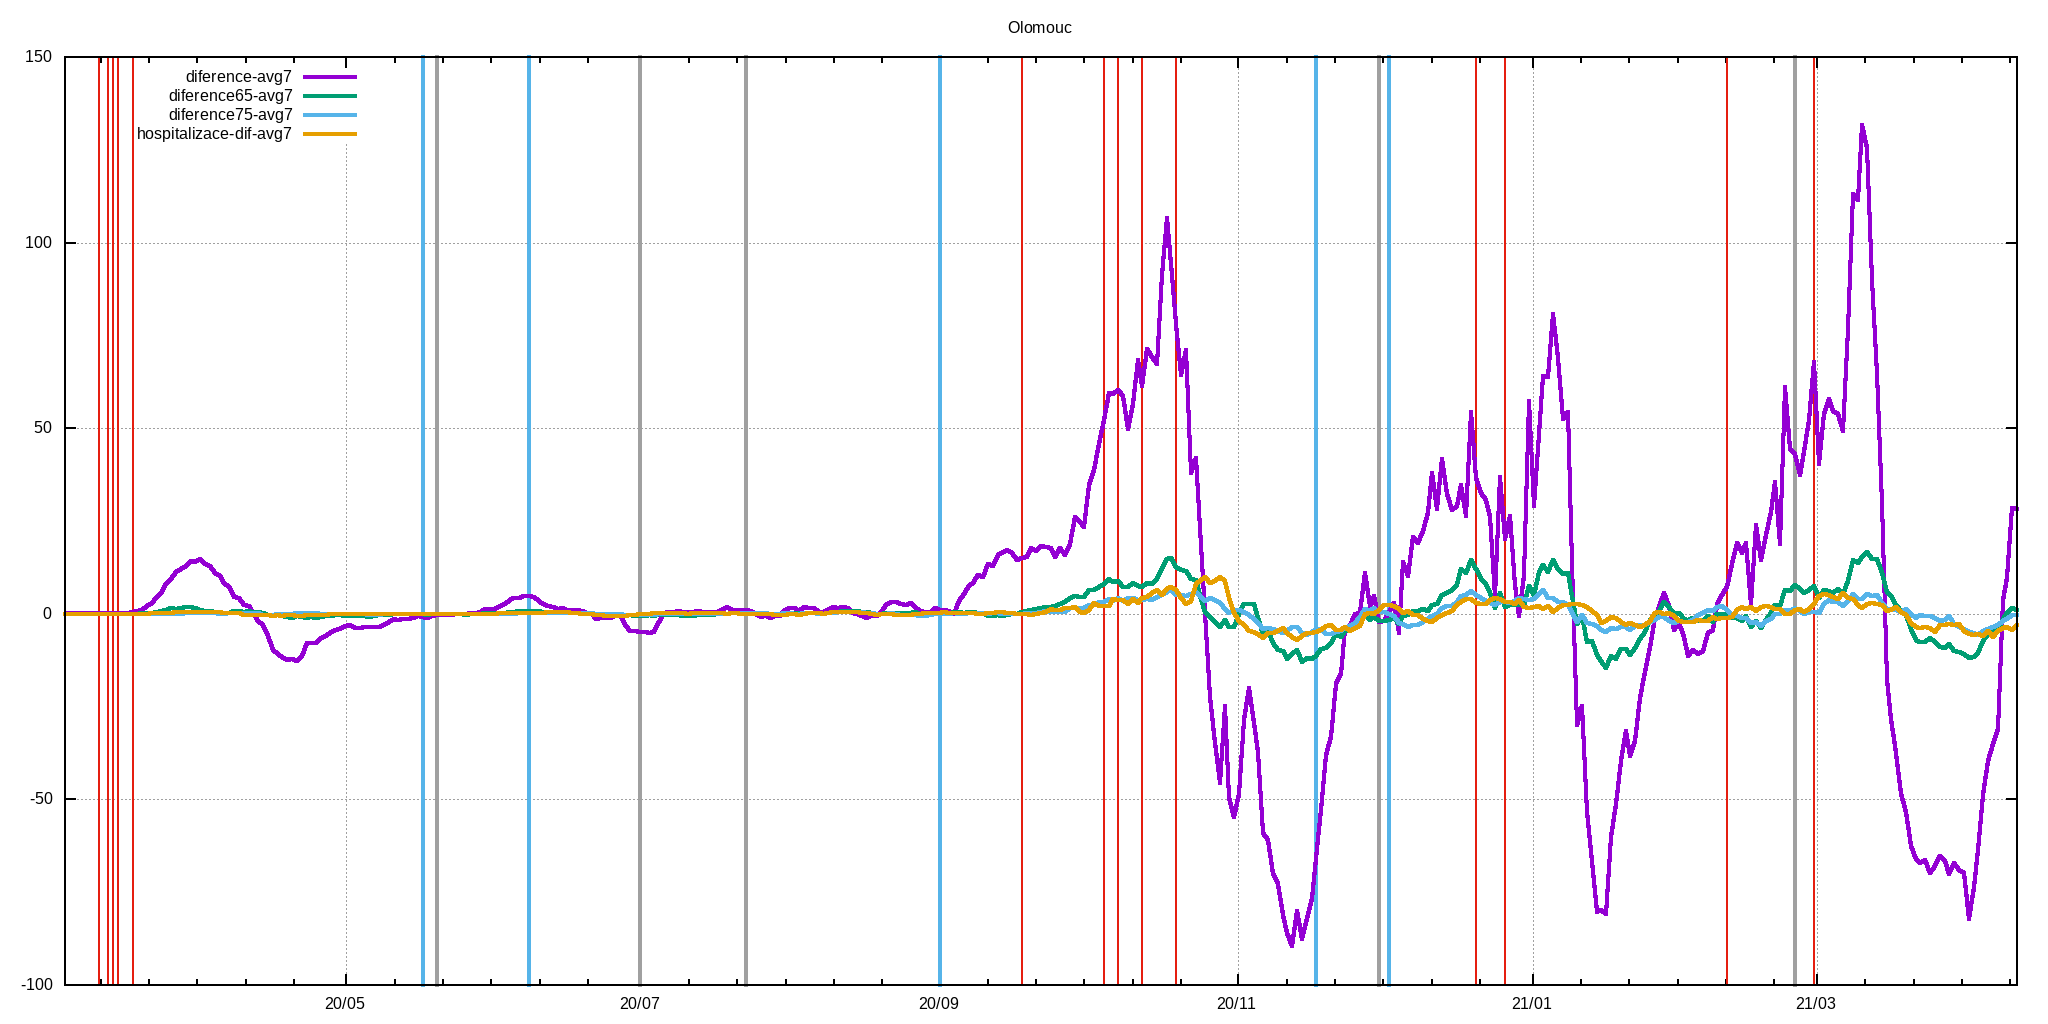 Olomouc
150
diference-avg7
diference65-avg7
diference75-avg7
hospitalizace-dif-avg7
100
50
0
-50
-100
20/05 20/07 20/09 20/11 21/01 21/03